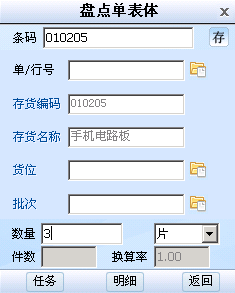 盘点单表体 x
条码 010205 存
单/行号
存货编码 010205
存货名称 手机电路板
货位
批次
数量 3 片
件数 换算率 1.00
任务 明细 返回